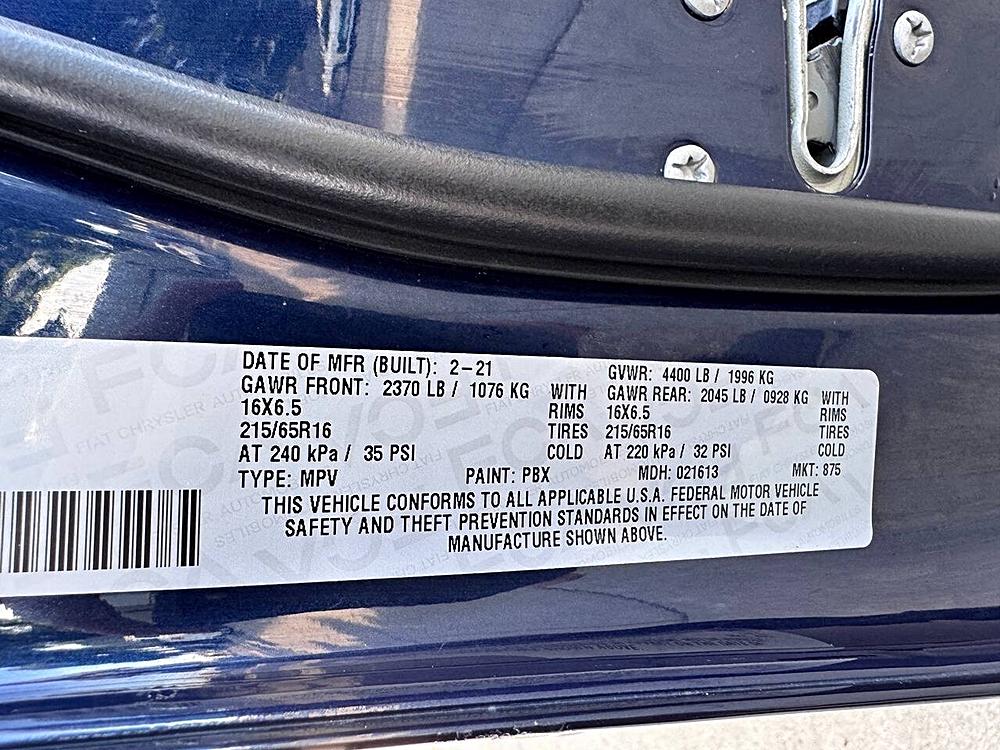 DATE OF MFR (BUILT): 2-21 GVWR: 4400 LB / 1996 KG
GAWR FRONT: 2370 LB / 1076 KG WITH GAWR REAR: 2045 LB / 0928 KG WITH
16X6.5 RIMS 16X6.5 RIMS
215/65R16 TIRES 215/65R16 TIRES
AT 240 kPa / 35 PSI COLD AT 220 kPa / 32 PSI COLD
TYPE: MPV PAINT: PBX MDH: 021613 MKT: 875
THIS VEHICLE CONFORMS TO ALL APPLICABLE U.S.A. FEDERAL MOTOR VEHICLE
SAFETY AND THEFT PREVENTION STANDARDS IN EFFECT ON THE DATE OF
MANUFACTURE SHOWN ABOVE.